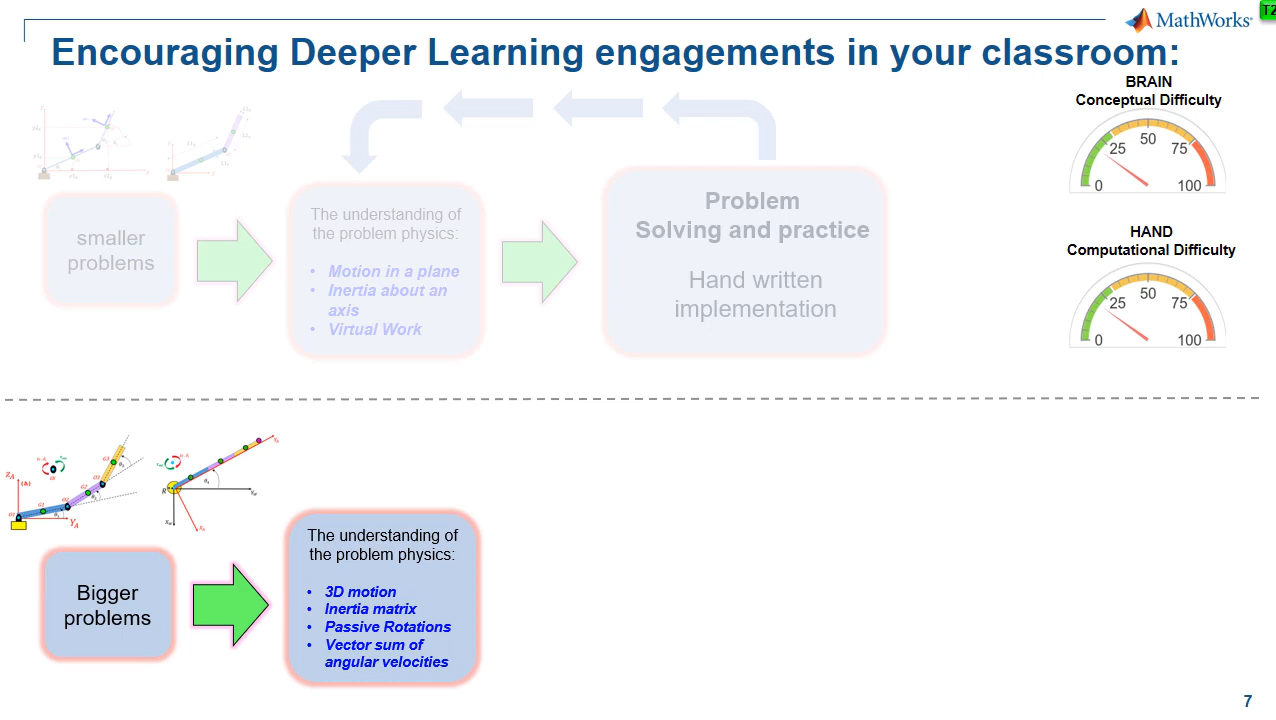 MathWorks®
T2
Encouraging Deeper Learning engagements in your classroom:
BRAIN
Conceptual Difficulty
0
25
50
75
100
HAND
Computational Difficulty
0
25
50
75
100
smaller
problems
The understanding of
the problem physics:
• Motion in a plane
• Inertia about an
axis
• Virtual Work
Problem
Solving and practice
Hand written
implementation
Z_A
(A)
Y_A
R
Bigger
problems
The understanding of
the problem physics:
• 3D motion
• Inertia matrix
• Passive Rotations
• Vector sum of
angular velocities
7